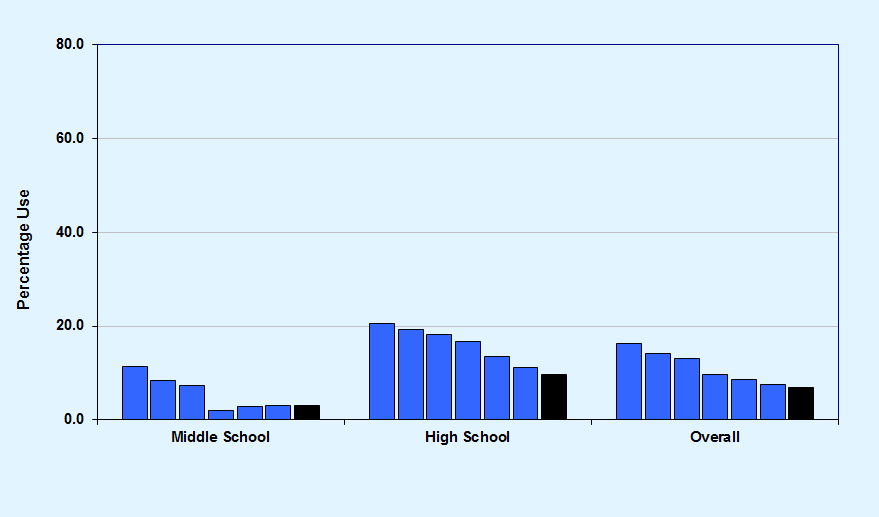 80.0
60.0
40.0
20.0
0.0
Percentage Use
Middle School
High School
Overall